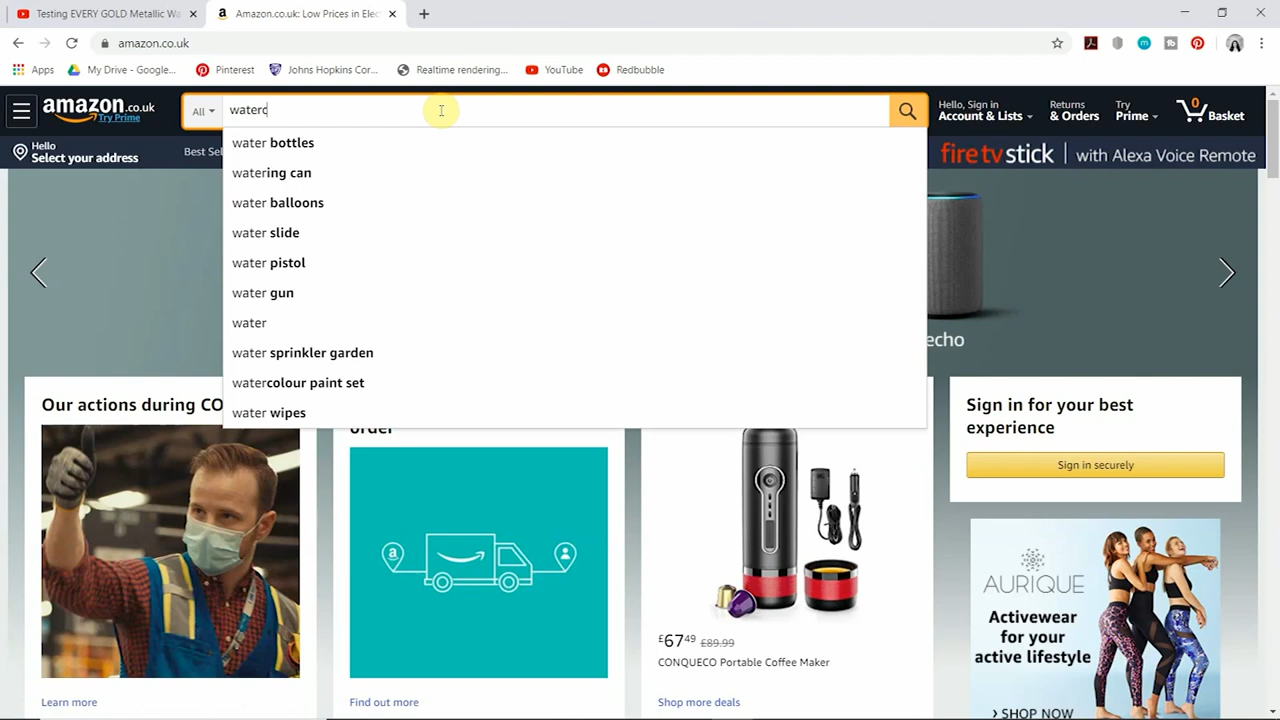 Testing EVERY GOLD Metallic Wa
Amazon.co.uk: Low Prices in Elec
amazon.co.uk
Apps
My Drive - Google...
Pinterest
Johns Hopkins Cor...
Realtime rendering...
YouTube
Redbubble
amazon.co.uk
Try Prime
All
waterc
Hello, Sign in
Account & Lists
Returns
& Orders
Try
Prime
0
Basket
Hello
Select your address
Best Sel
fire tv stick | with Alexa Voice Remote
water bottles
watering can
water balloons
water slide
water pistol
water gun
water
water sprinkler garden
watercolour paint set
water wipes
echo
Our actions during CO
order
Sign in for your best
experience
Sign in securely
AURIQUE
Activewear
for your
active lifestyle
› SHOP NOW
£67.49 £89.99
CONQUECO Portable Coffee Maker
Learn more
Find out more
Shop more deals